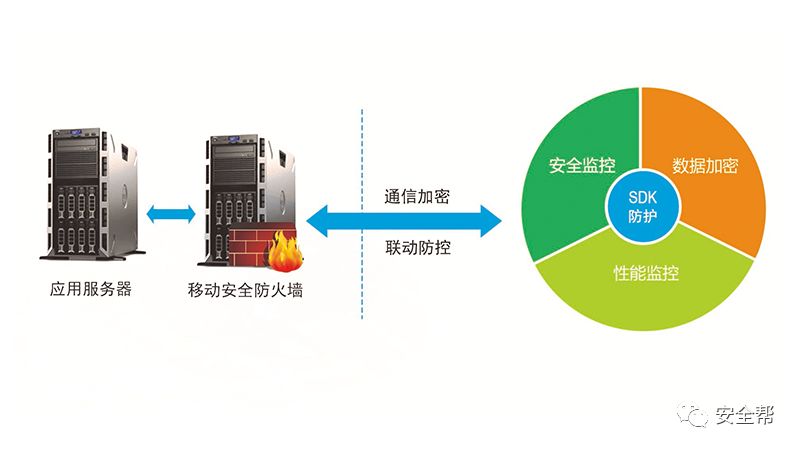 应用服务器
移动安全防火墙
通信加密
联动防控
安全监控
数据加密
SDK
防护
性能监控
安全帮